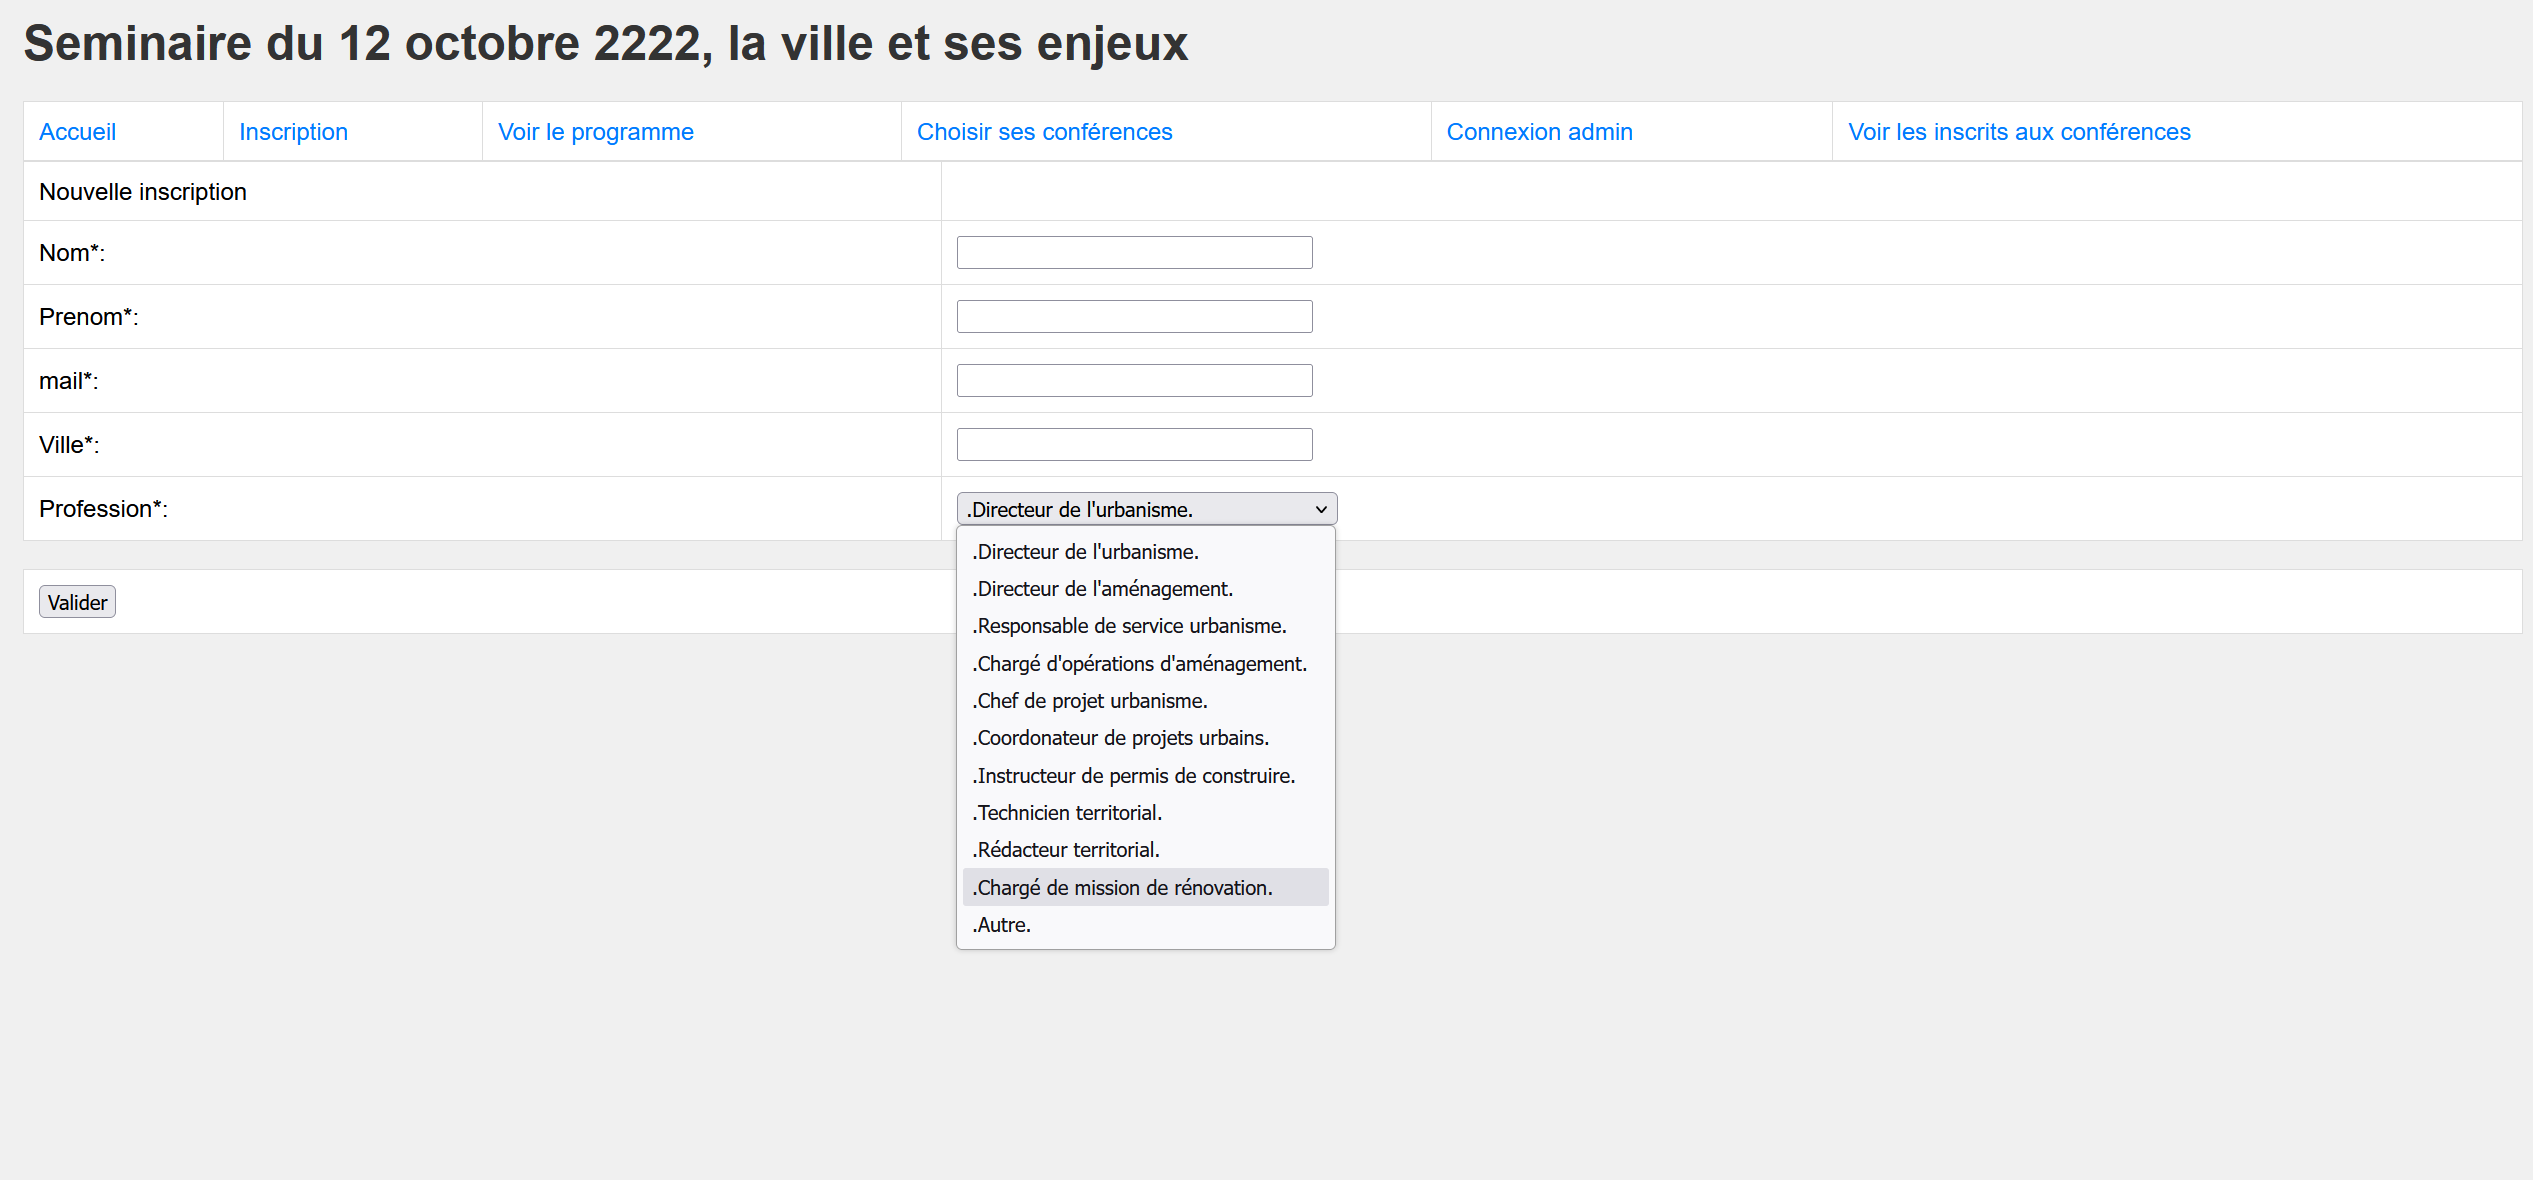 Seminaire du 12 octobre 2222, la ville et ses enjeux
Accueil Inscription Voir le programme Choisir ses conférences Connexion admin Voir les inscrits aux conférences
Nouvelle inscription
Nom*:
Prenom*:
mail*:
Ville*:
Profession*: .Directeur de l'urbanisme.
.Directeur de l'urbanisme.
.Directeur de l'aménagement.
Valider
.Responsable de service urbanisme.
.Chargé d'opérations d'aménagement.
.Chef de projet urbanisme.
.Coordonateur de projets urbains.
.Instructeur de permis de construire.
.Technicien territorial.
.Rédacteur territorial.
.Chargé de mission de rénovation.
.Autre.